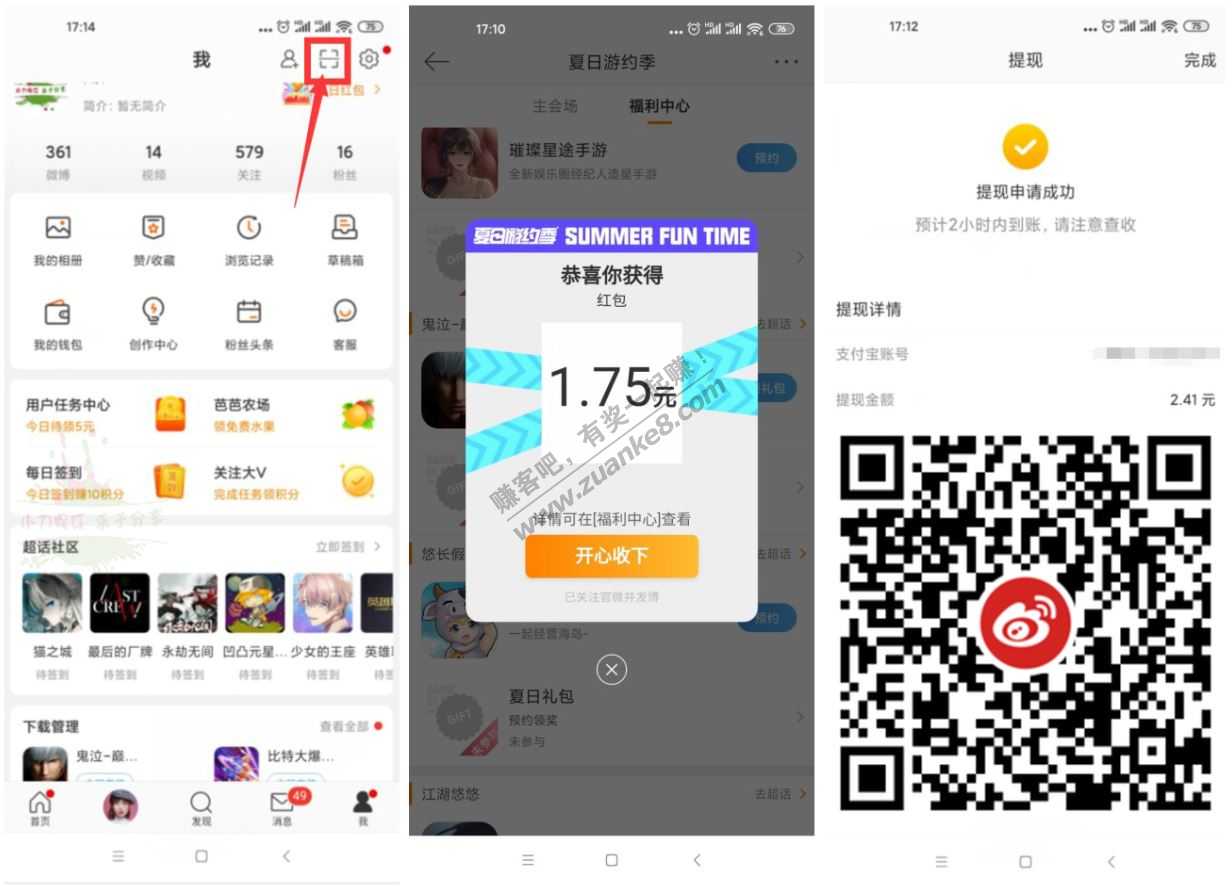 17:14
75
我
日红包
简介：暂无简介
361
14
579
16
微博
视频
关注
粉丝
我的相册
赞/收藏
浏览记录
草稿箱
我的钱包
创作中心
粉丝头条
客服
用户任务中心
今日待领5元
芭芭农场
领免费水果
每日签到
今日签到赚10积分
关注大V
完成任务领积分
超话社区
立即签到
LAST CREW
猫之城
最后的厂牌
永劫无间
凹凸元星...
少女的王座
英雄
待签到
待签到
待签到
待签到
待签到
下载管理
查看全部
鬼泣-巅...
比特大爆...
49
首页
发现
消息
我
17:10
76
夏日游约季
主会场
福利中心
璀璨星途手游
全新娱乐圈经纪人造星手游
预约
夏日游约季 SUMMER FUN TIME
恭喜你获得
红包
1.75元
详情可在[福利中心]查看
开心收下
已关注官微并发博
鬼泣-
去超话
礼包
悠长假
去超话
预约
一起经营海岛~
GIFT
夏日礼包
预约领奖
未参与
未参与
江湖悠悠
去超话
赚客吧，有奖一起赚！
www.zuanke8.com
17:12
75
提现
完成
提现申请成功
预计2小时内到账，请注意查收
提现详情
支付宝账号
提现金额
2.41 元